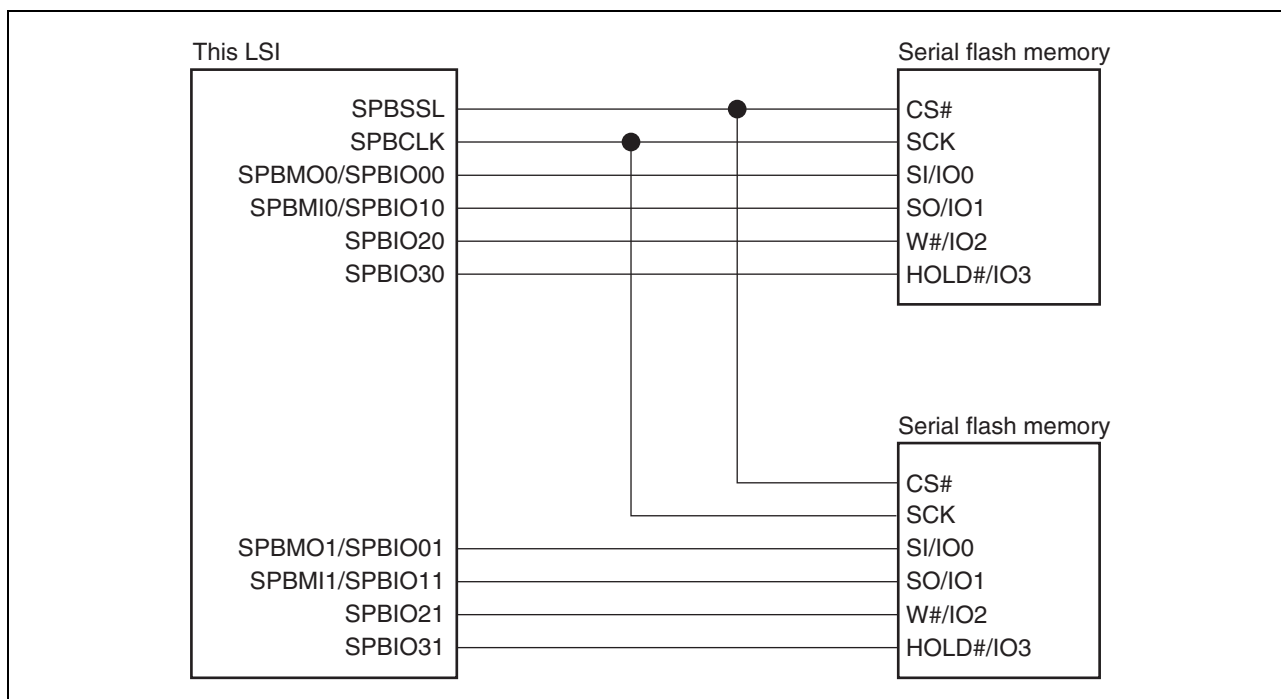 This LSI
SPBSSL
SPBCLK
SPBMO0/SPBIO00
SPBMI0/SPBIO10
SPBIO20
SPBIO30
SPBMO1/SPBIO01
SPBMI1/SPBIO11
SPBIO21
SPBIO31
Serial flash memory
CS#
SCK
SI/IO0
SO/IO1
W#/IO2
HOLD#/IO3
Serial flash memory
CS#
SCK
SI/IO0
SO/IO1
W#/IO2
HOLD#/IO3